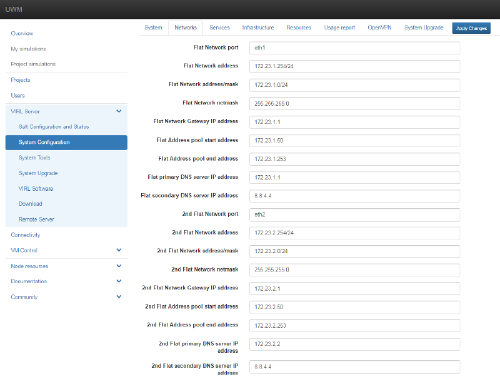 UWM
Overview
My simulations
Project simulations
Projects
Users
VIRL Server
Salt Configuration and Status
System Configuration
System Tools
System Upgrade
VIRL Software
Download
Remote Server
Connectivity
VM Control
Node resources
Documentation
Community
System Networks Services Infrastructure Resources Usage report OpenVPN System Upgrade Apply Changes
Flat Network port eth1
Flat Network address 172.23.1.254/24
Flat Network address/mask 172.23.1.0/24
Flat Network netmask 255.255.255.0
Flat Network Gateway IP address 172.23.1.1
Flat Address pool start address 172.23.1.50
Flat Address pool end address 172.23.1.253
Flat primary DNS server IP address 172.23.1.1
Flat secondary DNS server IP address 8.8.4.4
2nd Flat Network port eth2
2nd Flat Network address 172.23.2.254/24
2nd Flat Network address/mask 172.23.2.0/24
2nd Flat Network netmask 255.255.255.0
2nd Flat Network Gateway IP address 172.23.2.1
2nd Flat Address pool start address 172.23.2.50
2nd Flat Address pool end address 172.23.2.253
2nd Flat primary DNS server IP
address 172.23.2.2
2nd Flat secondary DNS server IP
address 8.8.4.4